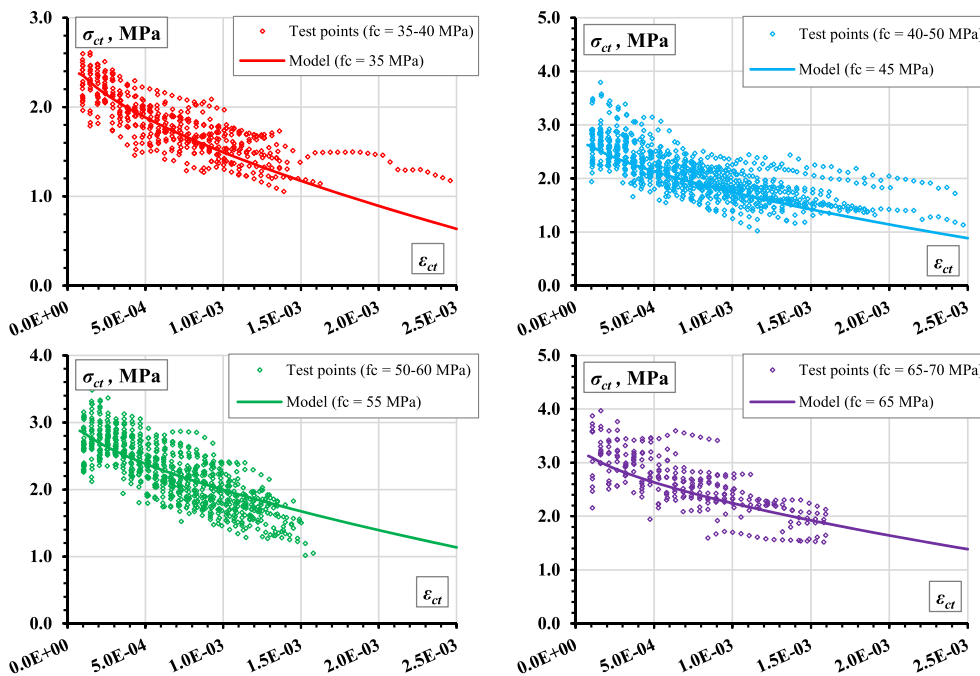 σct , MPa
Test points (fc = 35-40 MPa)
Model (fc = 35 MPa)
3.0
2.0
1.0
0.0
εct
0.0E+00
5.0E-04
1.0E-03
1.5E-03
2.0E-03
2.5E-03
σct , MPa
Test points (fc = 40-50 MPa)
Model (fc = 45 MPa)
5.0
4.0
3.0
2.0
1.0
0.0
εct
0.0E+00
5.0E-04
1.0E-03
1.5E-03
2.0E-03
2.5E-03
σct , MPa
Test points (fc = 50-60 MPa)
Model (fc = 55 MPa)
4.0
3.0
2.0
1.0
0.0
εct
0.0E+00
5.0E-04
1.0E-03
1.5E-03
2.0E-03
2.5E-03
σct , MPa
Test points (fc = 65-70 MPa)
Model (fc = 65 MPa)
5.0
4.0
3.0
2.0
1.0
0.0
εct
0.0E+00
5.0E-04
1.0E-03
1.5E-03
2.0E-03
2.5E-03